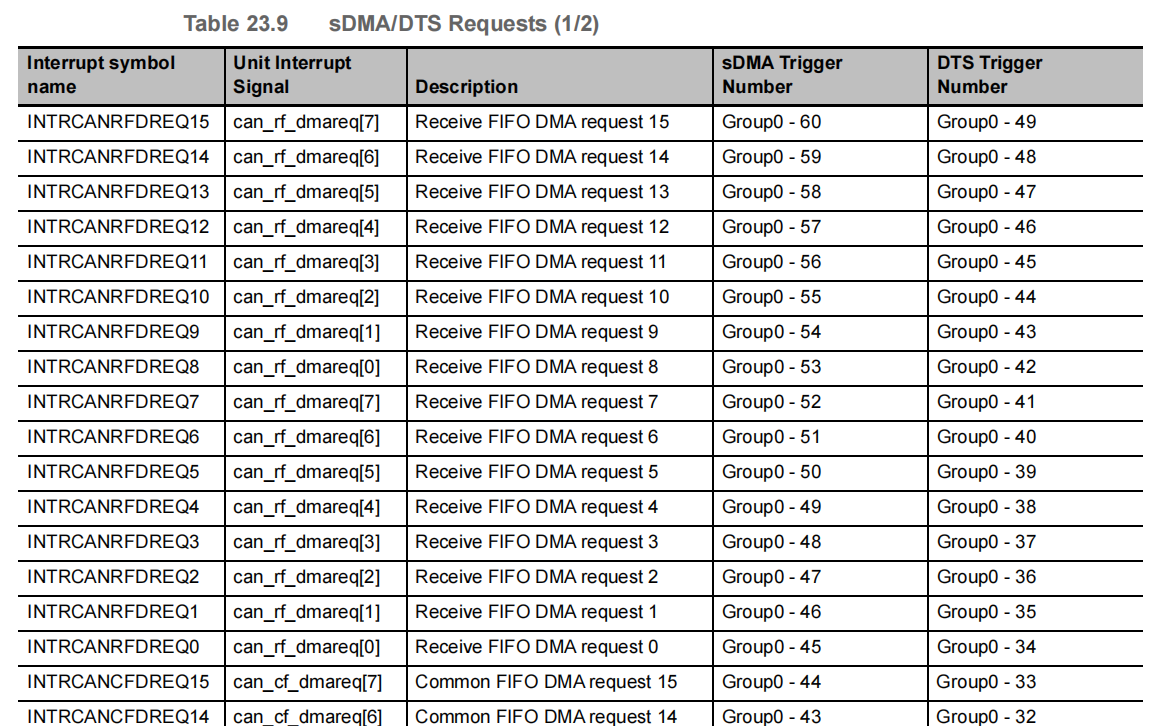 Table 23.9 sDMA/DTS Requests (1/2)
Interrupt symbol name Unit Interrupt Signal Description sDMA Trigger Number DTS Trigger Number
INTRCANRFDREQ15 can_rf_dmareq[7] Receive FIFO DMA request 15 Group0 - 60 Group0 - 49
INTRCANRFDREQ14 can_rf_dmareq[6] Receive FIFO DMA request 14 Group0 - 59 Group0 - 48
INTRCANRFDREQ13 can_rf_dmareq[5] Receive FIFO DMA request 13 Group0 - 58 Group0 - 47
INTRCANRFDREQ12 can_rf_dmareq[4] Receive FIFO DMA request 12 Group0 - 57 Group0 - 46
INTRCANRFDREQ11 can_rf_dmareq[3] Receive FIFO DMA request 11 Group0 - 56 Group0 - 45
INTRCANRFDREQ10 can_rf_dmareq[2] Receive FIFO DMA request 10 Group0 - 55 Group0 - 44
INTRCANRFDREQ9 can_rf_dmareq[1] Receive FIFO DMA request 9 Group0 - 54 Group0 - 43
INTRCANRFDREQ8 can_rf_dmareq[0] Receive FIFO DMA request 8 Group0 - 53 Group0 - 42
INTRCANRFDREQ7 can_rf_dmareq[7] Receive FIFO DMA request 7 Group0 - 52 Group0 - 41
INTRCANRFDREQ6 can_rf_dmareq[6] Receive FIFO DMA request 6 Group0 - 51 Group0 - 40
INTRCANRFDREQ5 can_rf_dmareq[5] Receive FIFO DMA request 5 Group0 - 50 Group0 - 39
INTRCANRFDREQ4 can_rf_dmareq[4] Receive FIFO DMA request 4 Group0 - 49 Group0 - 38
INTRCANRFDREQ3 can_rf_dmareq[3] Receive FIFO DMA request 3 Group0 - 48 Group0 - 37
INTRCANRFDREQ2 can_rf_dmareq[2] Receive FIFO DMA request 2 Group0 - 47 Group0 - 36
INTRCANRFDREQ1 can_rf_dmareq[1] Receive FIFO DMA request 1 Group0 - 46 Group0 - 35
INTRCANRFDREQ0 can_rf_dmareq[0] Receive FIFO DMA request 0 Group0 - 45 Group0 - 34
INTRCANCFDREQ15 can_cf_dmareq[7] Common FIFO DMA request 15 Group0 - 44 Group0 - 33
INTRCANCFDREQ14 can_cf_dmareq[6] Common FIFO DMA request 14 Group0 - 43 Group0 - 32